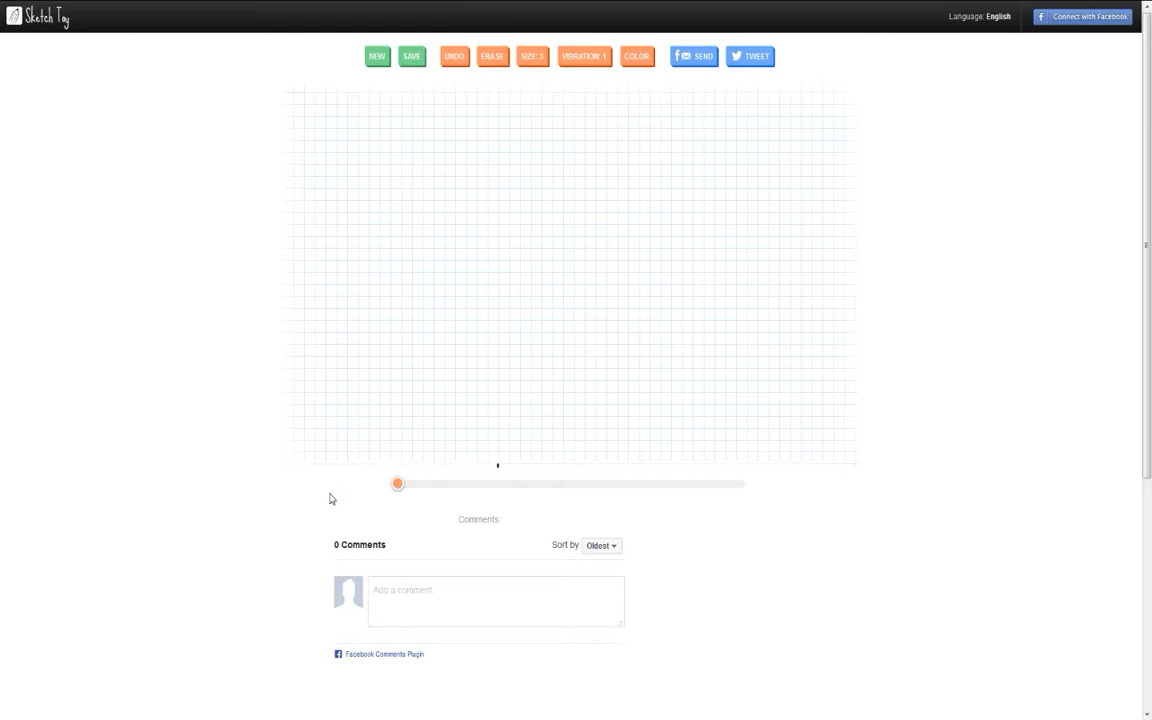 Sketch Toy
Language: English
Connect with Facebook
NEW SAVE UNDO ERASE SIZE: 3 VIBRATION: 1 COLOR SEND TWEET
Comments:
0 Comments
Sort by Oldest
Add a comment
Facebook Comments Plugin